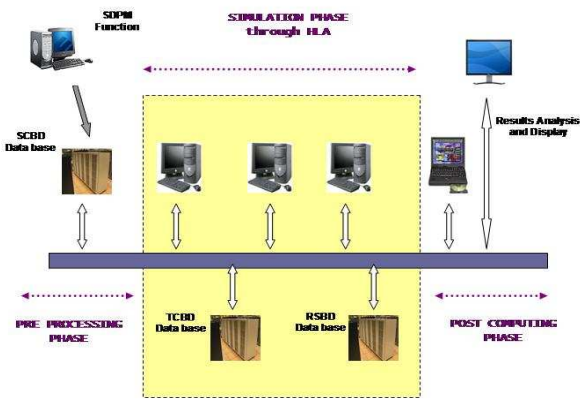 SDPM
Function
SIMULATION PHASE
through HLA
SCBD
Data base
Results Analysis
and Display
PRE PROCESSING
PHASE
TCBD
Data base
RSBD
Data base
POST COMPUTING
PHASE